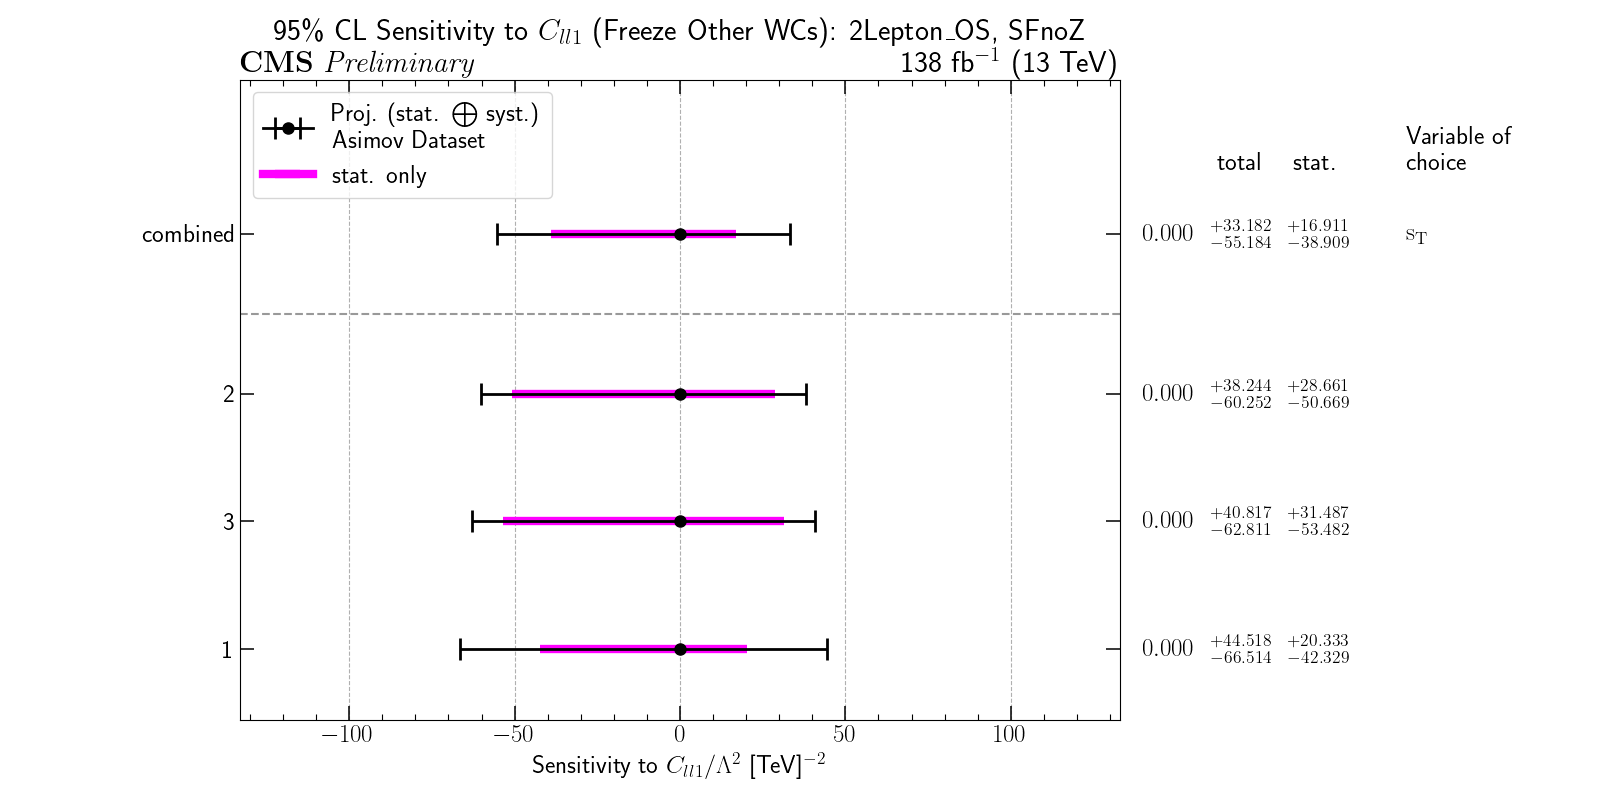 95% CL Sensitivity to C_{ll1} (Freeze Other WCs): 2Lepton_OS, SFnoZ
CMS Preliminary
138 fb^{-1} (13 TeV)
Proj. (stat. ⨁ syst.)
Asimov Dataset
stat. only
Variable of
choice
total stat.
combined 0.000 +33.182 −55.184 +16.911 −38.909 s_T
2 0.000 +38.244 −60.252 +28.661 −50.669
3 0.000 +40.817 −62.811 +31.487 −53.482
1 0.000 +44.518 −66.514 +20.333 −42.329
−100 −50 0 50 100
Sensitivity to C_{ll1}/Λ^2 [TeV]^{−2}